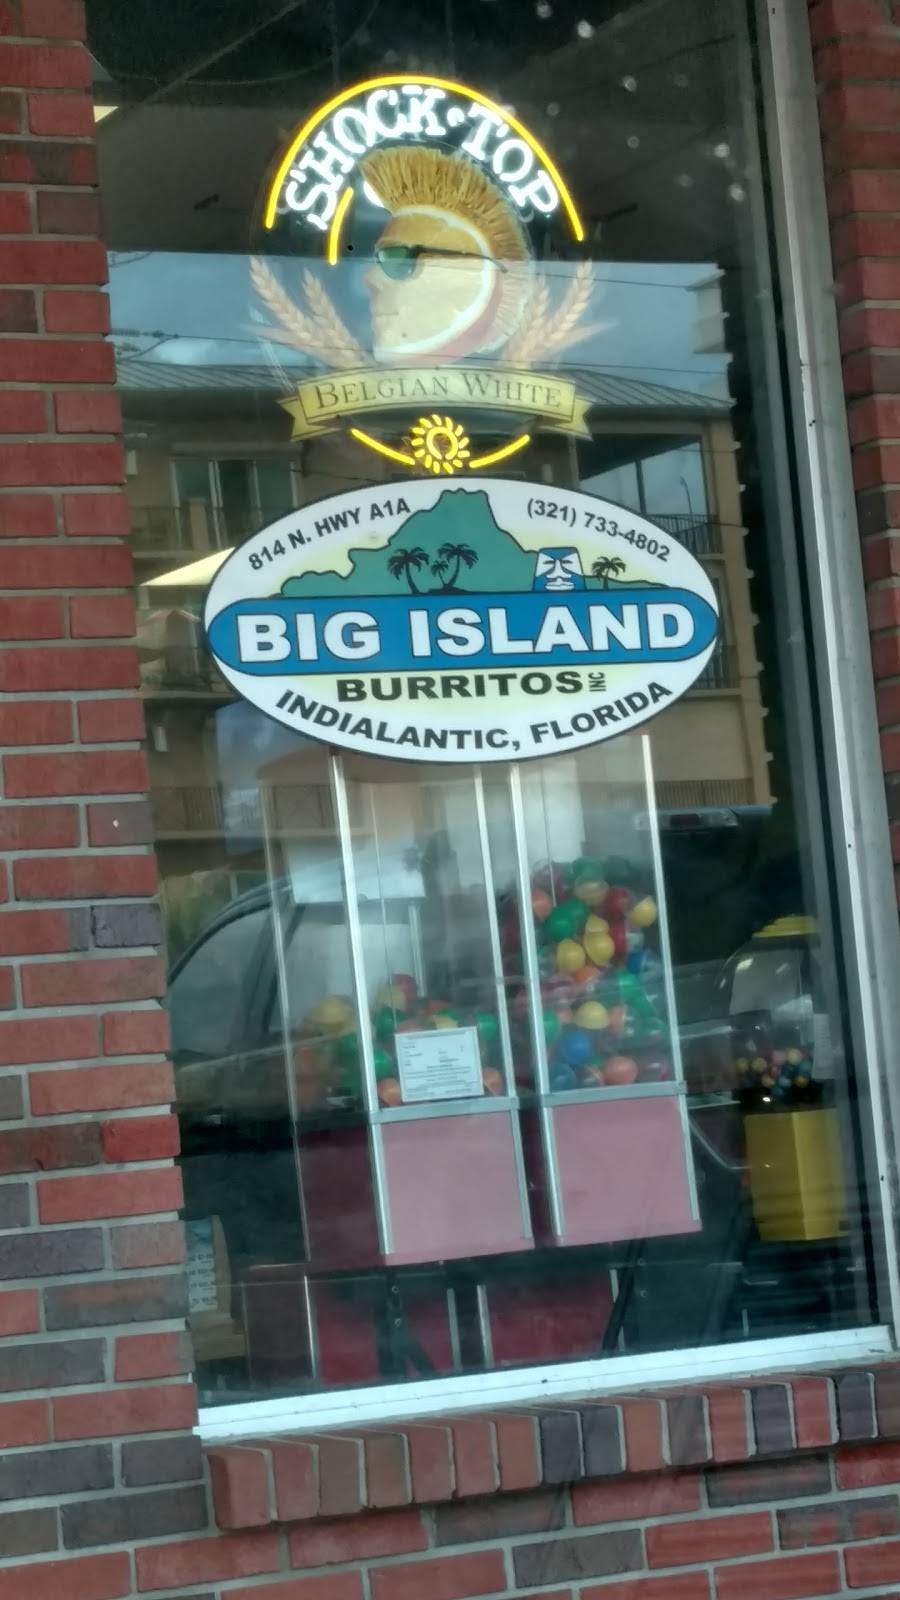 SHOCK•TOP
BELGIAN WHITE
814 N. HWY A1A
(321) 733-4802
BIG ISLAND
BURRITOS INC
INDIALANTIC, FLORIDA